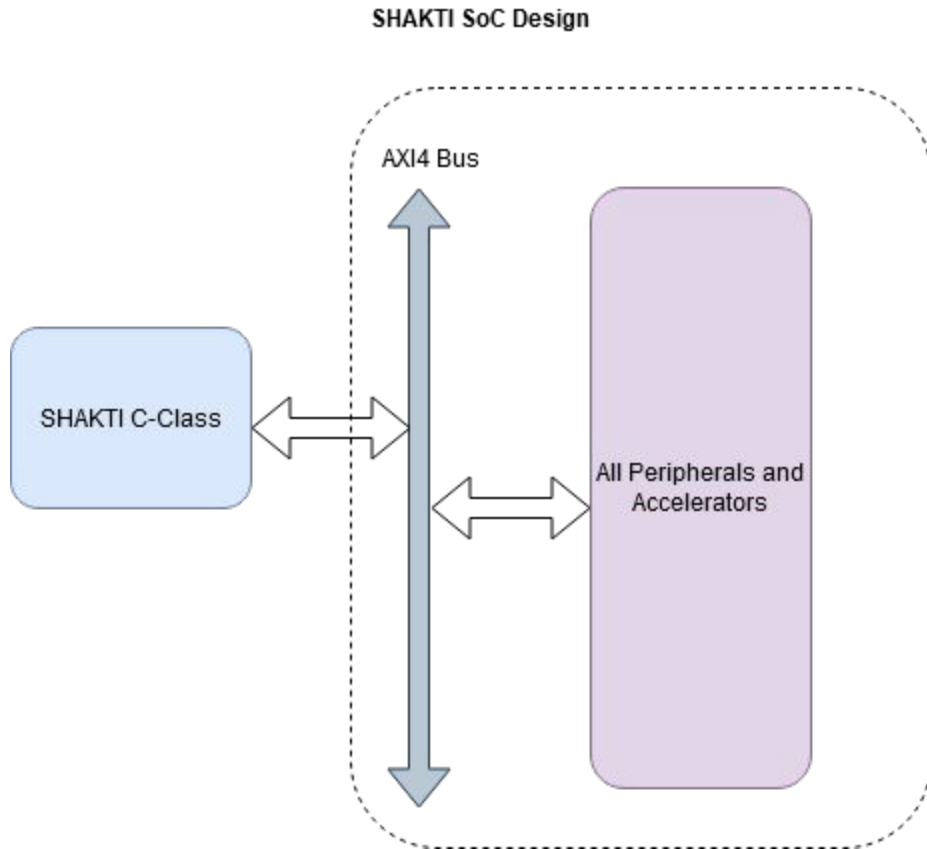 SHAKTI SoC Design
AXI4 Bus
SHAKTI C-Class
All Peripherals and
Accelerators